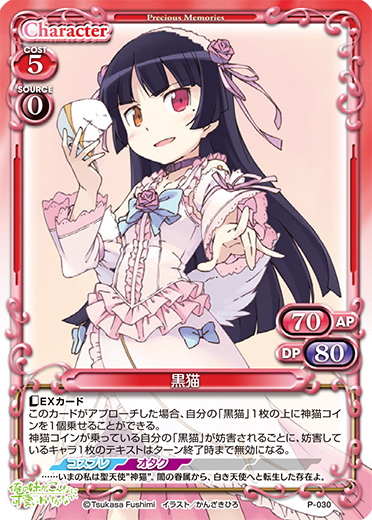 Precious Memories
Character
COST
5
SOURCE
0
70 AP
DP 80
黒猫
EXカード
このカードがアプローチした場合、自分の「黒猫」1枚の上に神猫コイ
ンを1個乗せることができる。
神猫コインが乗っている自分の「黒猫」が妨害されるごとに、妨害して
いるキャラ1枚のテキストはターン終了時まで無効になる。
コスプレ オタク
……いまの私は聖天使"神猫"。闇の眷属から、白き天使へと転生した存在よ。
©Tsukasa Fushimi イラスト/かんざきひろ P-030